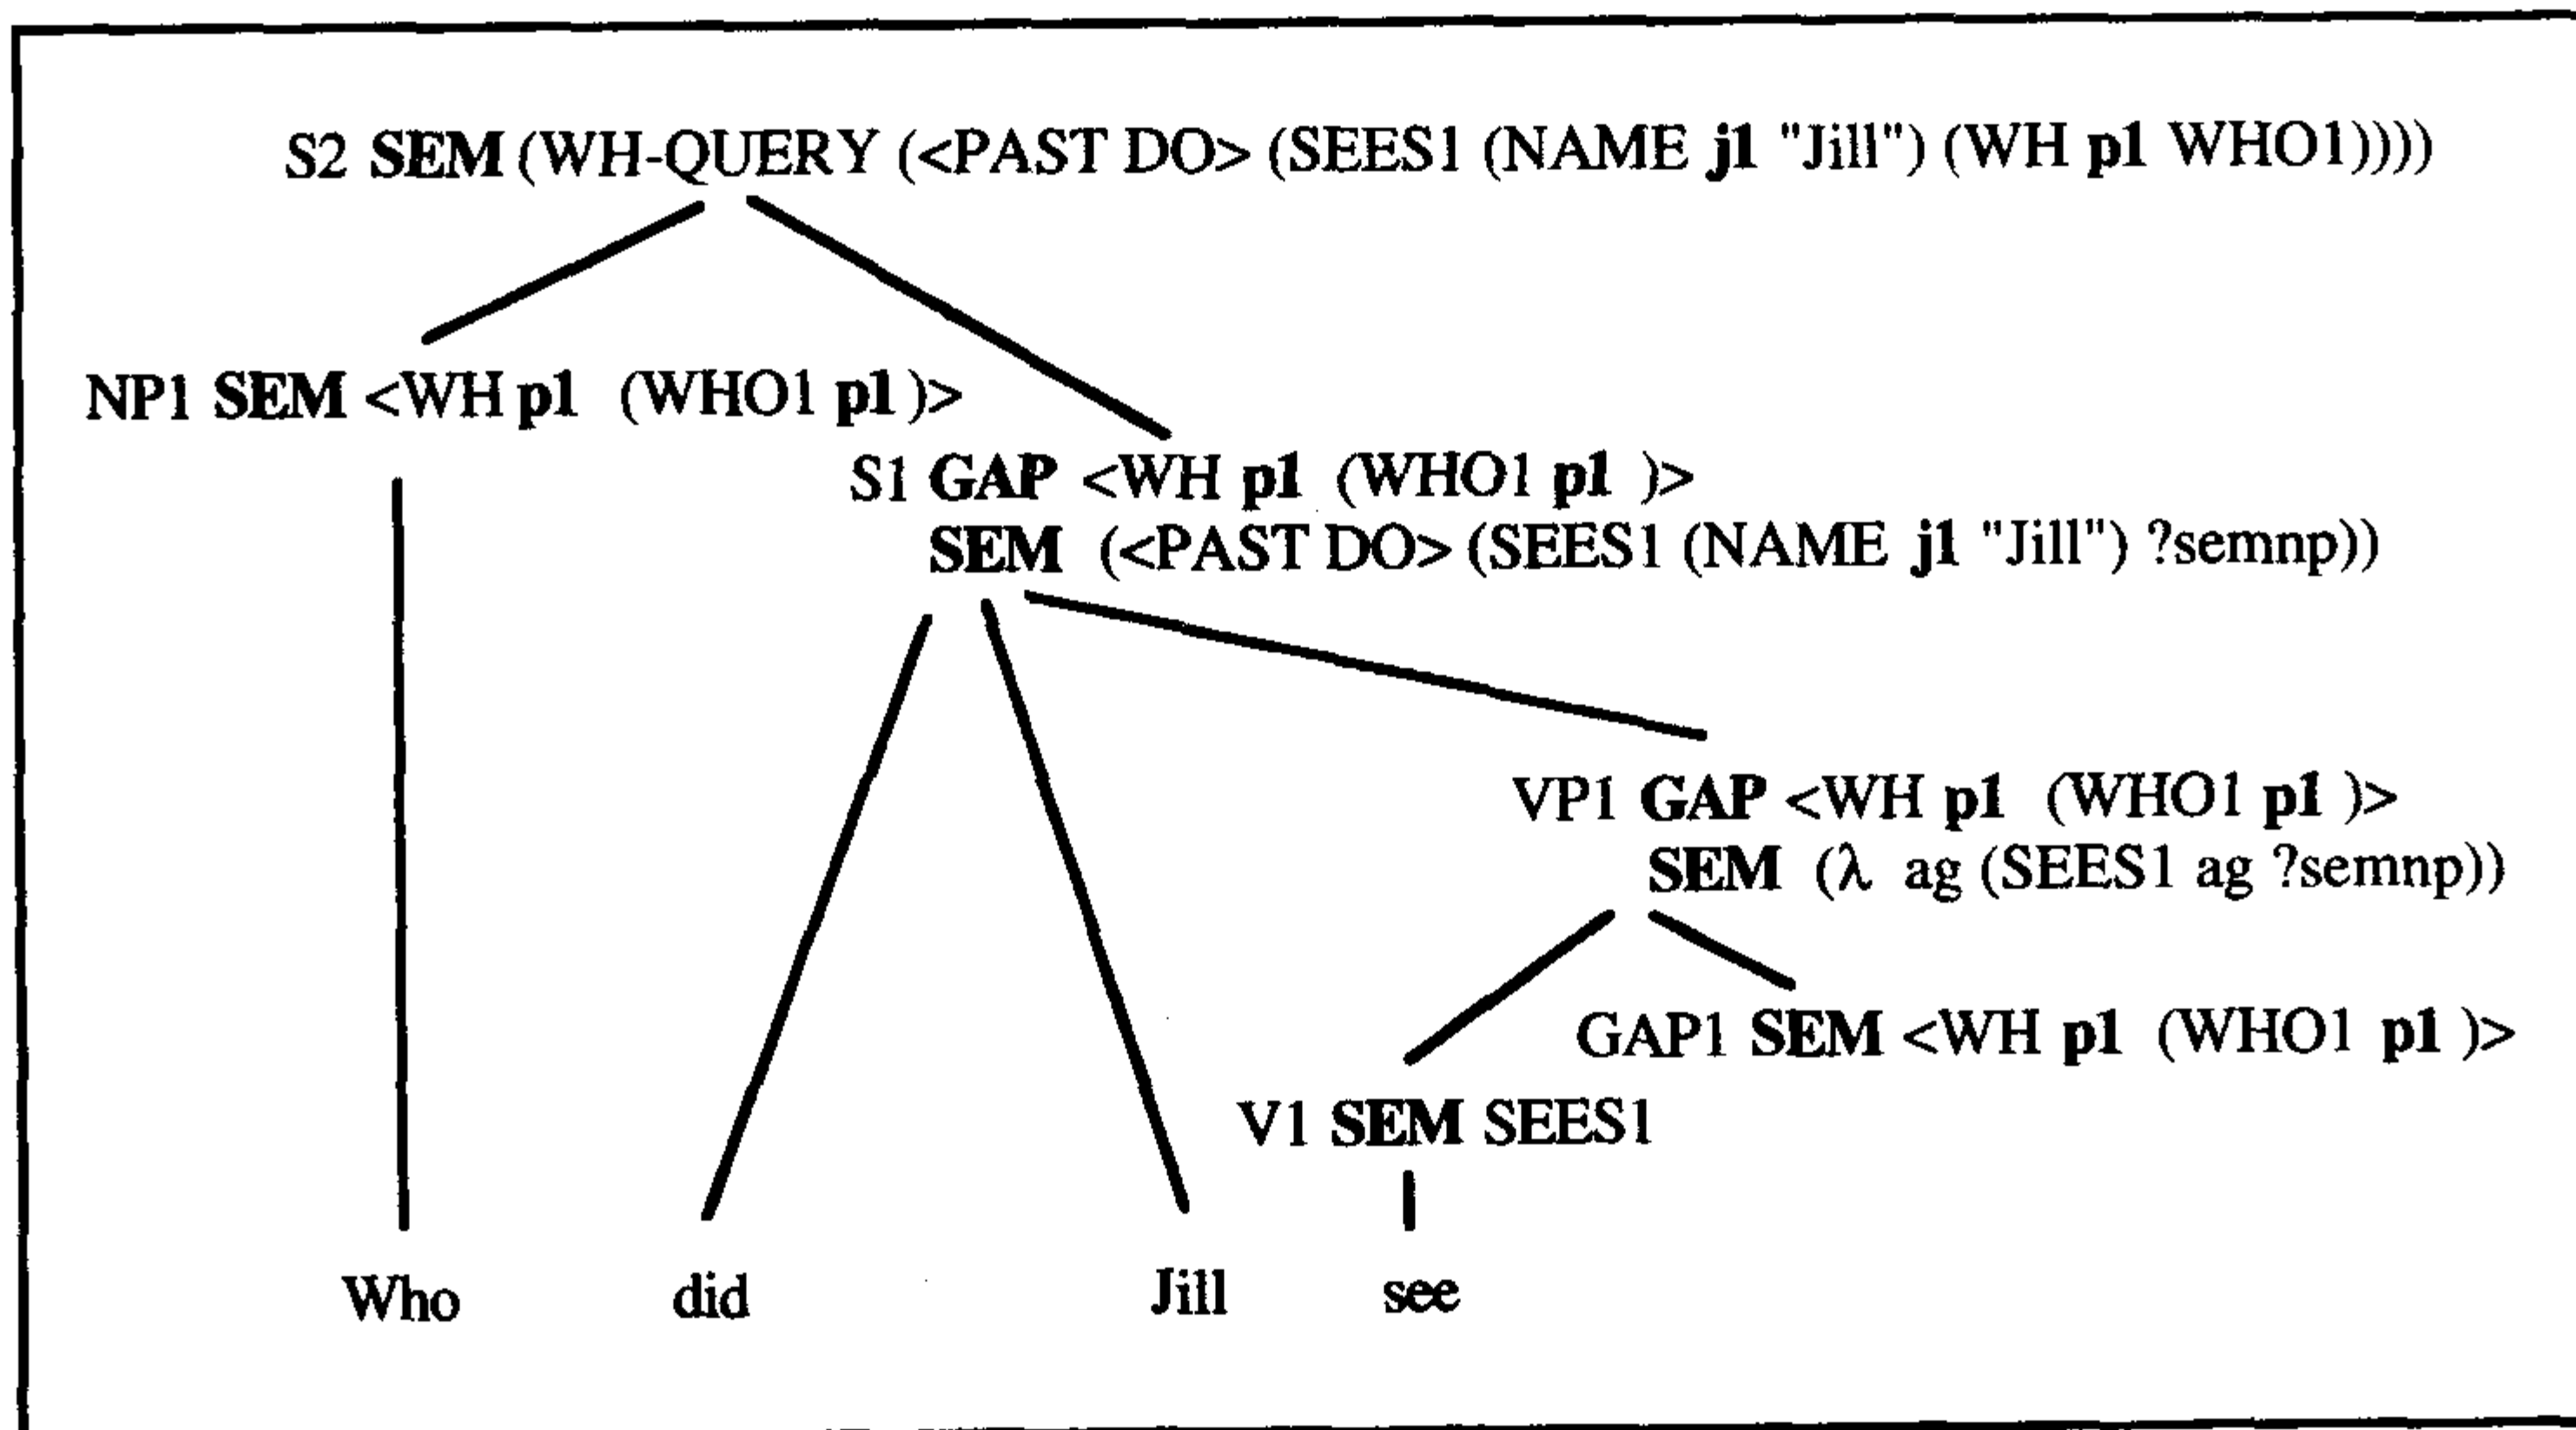 S2 SEM (WH-QUERY (<PAST DO> (SEES1 (NAME j1 "Jill") (WH p1 WHO1))))
NP1 SEM <WH p1 (WHO1 p1)>
S1 GAP <WH p1 (WHO1 p1 )>
SEM (<PAST DO> (SEES1 (NAME j1 "Jill") ?semnp))
VP1 GAP <WH p1 (WHO1 p1 )>
SEM (λ ag (SEES1 ag ?semnp))
GAP1 SEM <WH p1 (WHO1 p1 )>
V1 SEM SEES1
Who did Jill see